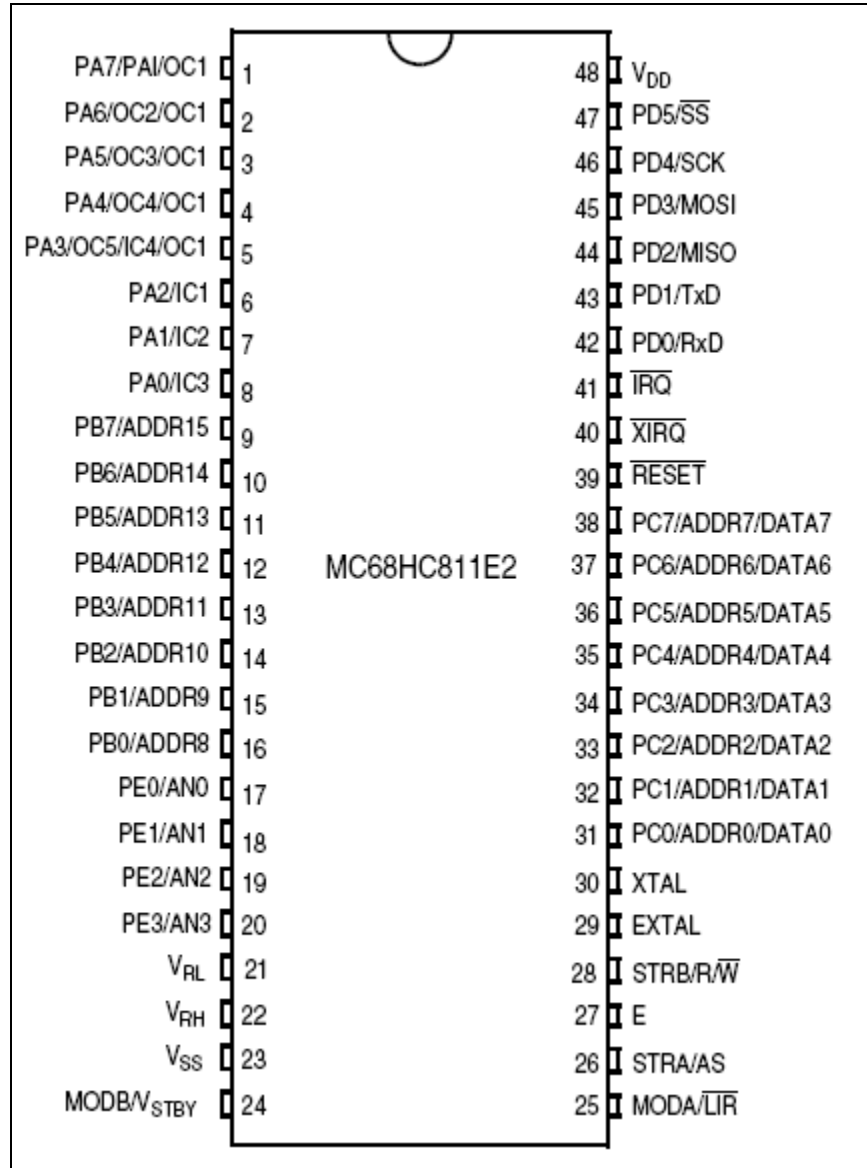 PA7/PAI/OC1 1
PA6/OC2/OC1 2
PA5/OC3/OC1 3
PA4/OC4/OC1 4
PA3/OC5/IC4/OC1 5
PA2/IC1 6
PA1/IC2 7
PA0/IC3 8
PB7/ADDR15 9
PB6/ADDR14 10
PB5/ADDR13 11
PB4/ADDR12 12
PB3/ADDR11 13
PB2/ADDR10 14
PB1/ADDR9 15
PB0/ADDR8 16
PE0/AN0 17
PE1/AN1 18
PE2/AN2 19
PE3/AN3 20
VRL 21
VRH 22
VSS 23
MODB/VSTBY 24
MC68HC811E2
48 VDD
47 PD5/S̅S̅
46 PD4/SCK
45 PD3/MOSI
44 PD2/MISO
43 PD1/TxD
42 PD0/RxD
41 I̅R̅Q̅
40 X̅I̅R̅Q̅
39 R̅E̅S̅E̅T̅
38 PC7/ADDR7/DATA7
37 PC6/ADDR6/DATA6
36 PC5/ADDR5/DATA5
35 PC4/ADDR4/DATA4
34 PC3/ADDR3/DATA3
33 PC2/ADDR2/DATA2
32 PC1/ADDR1/DATA1
31 PC0/ADDR0/DATA0
30 XTAL
29 EXTAL
28 STRB/R/W̅
27 E
26 STRA/AS
25 MODA/L̅I̅R̅